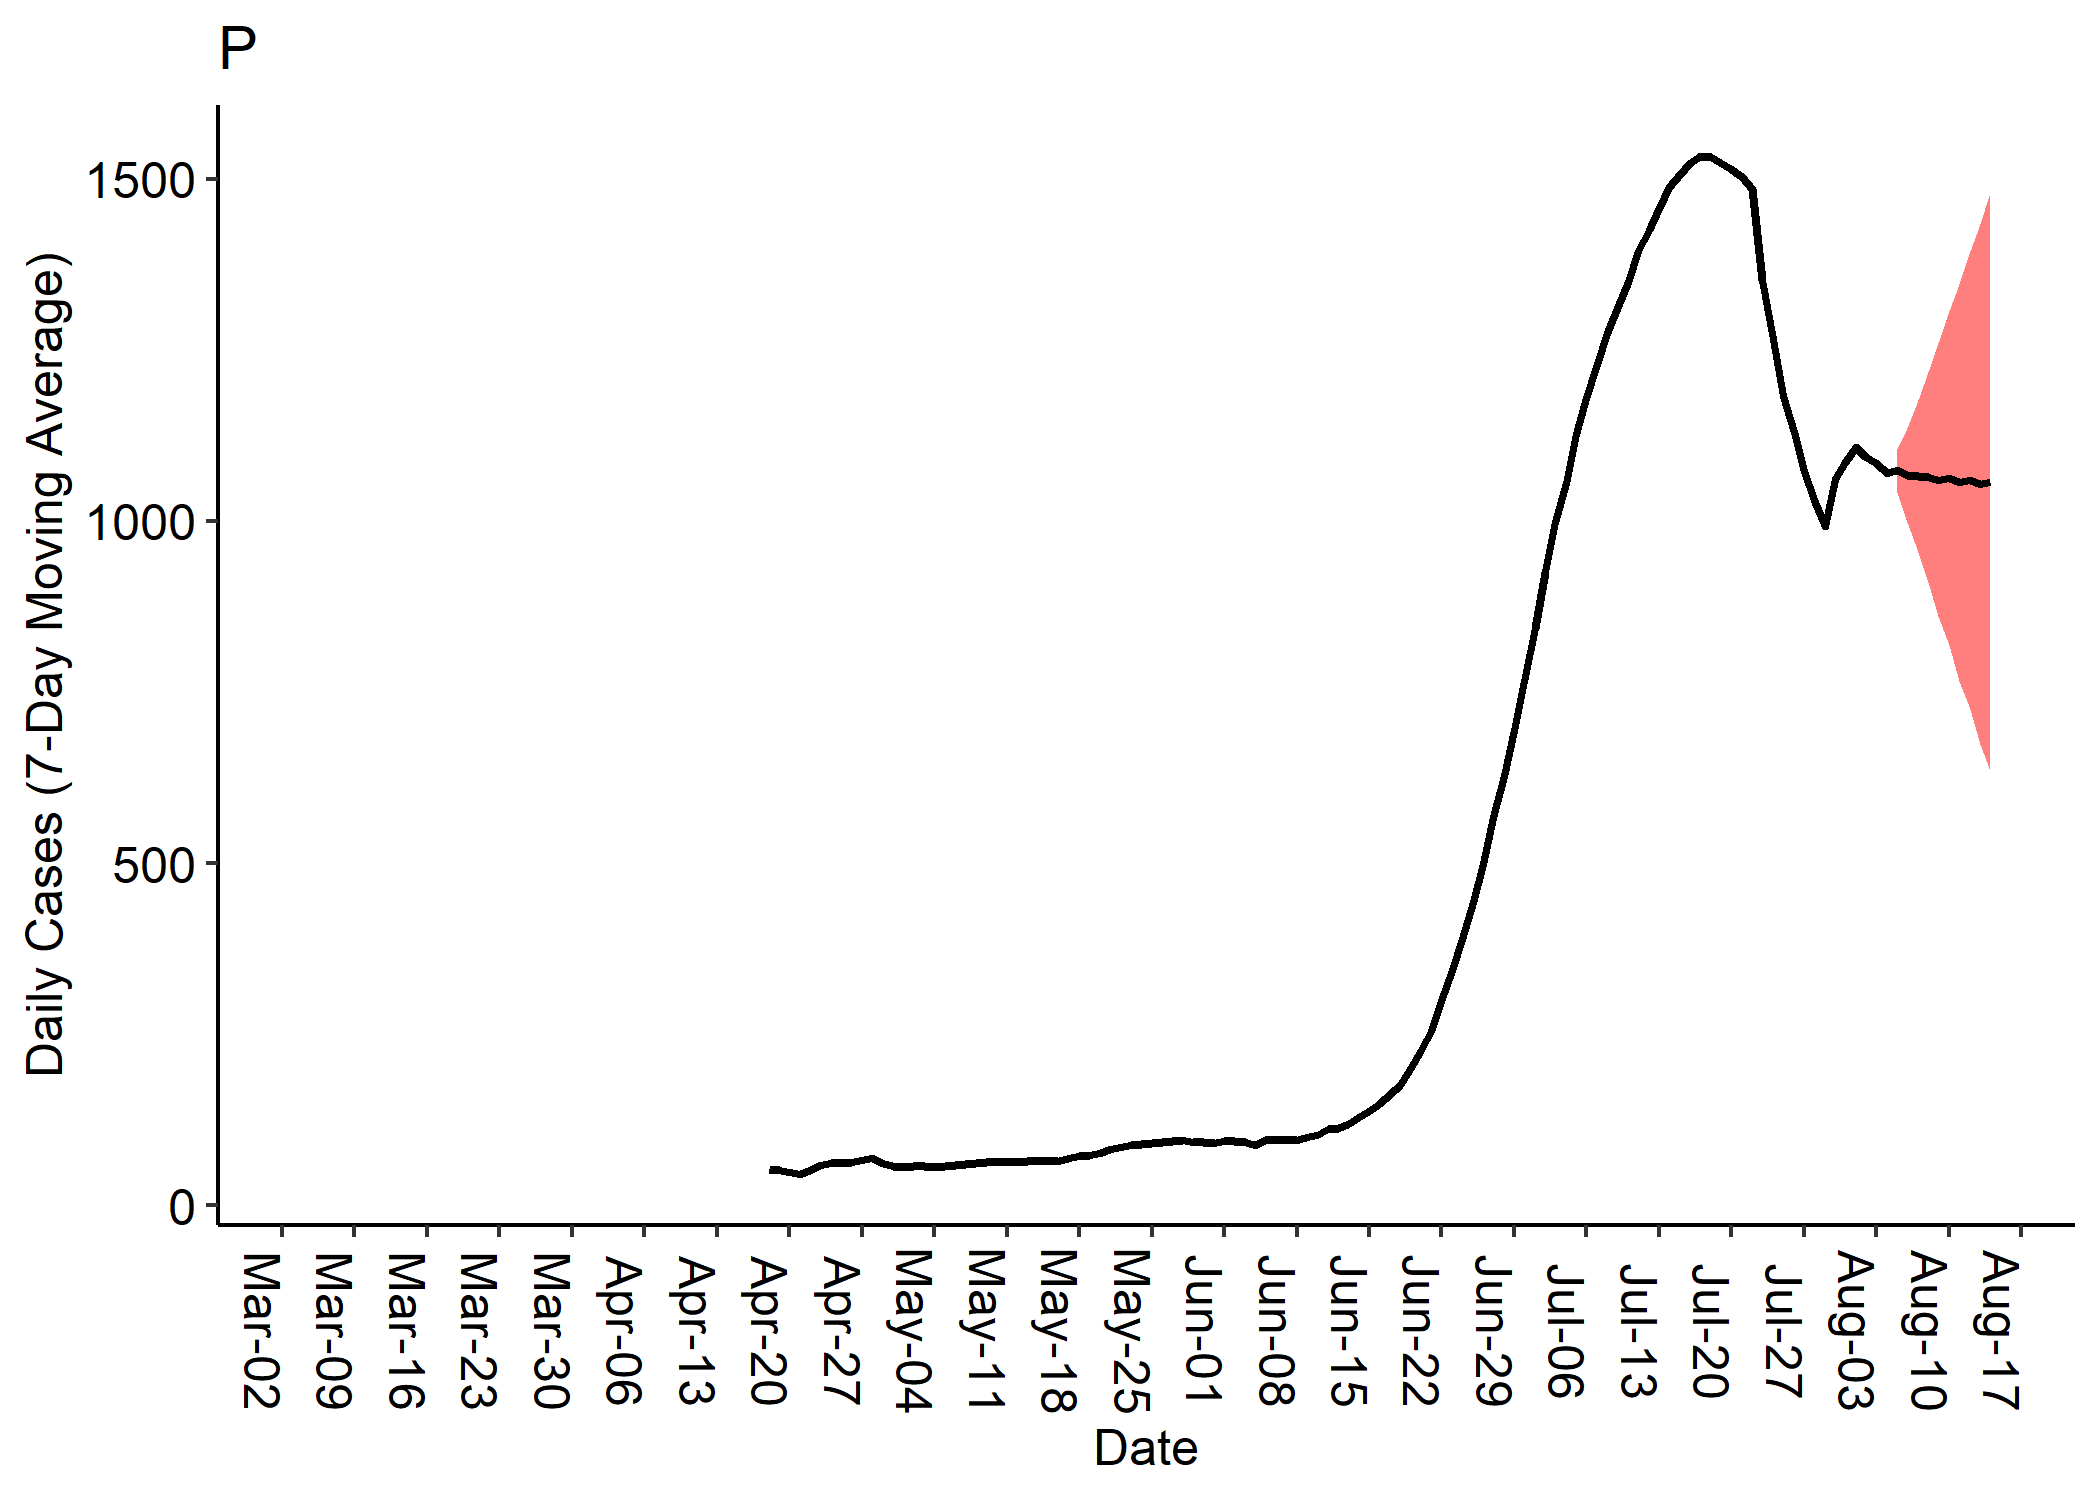 P
Daily Cases (7-Day Moving Average)
1500
1000
500
0
Mar-02
Mar-09
Mar-16
Mar-23
Mar-30
Apr-06
Apr-13
Apr-20
Apr-27
May-04
May-11
May-18
May-25
Jun-01
Jun-08
Jun-15
Jun-22
Jun-29
Jul-06
Jul-13
Jul-20
Jul-27
Aug-03
Aug-10
Aug-17
Date